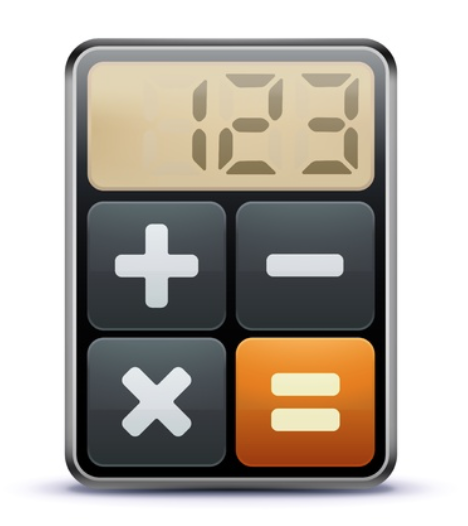 123
+ −
× =